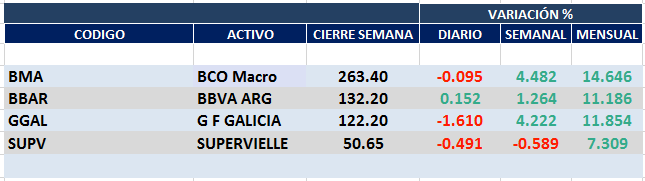 VARIACIÓN %
CODIGO ACTIVO CIERRE SEMANA DIARIO SEMANAL MENSUAL
BMA BCO Macro 263.40 -0.095 4.482 14.646
BBAR BBVA ARG 132.20 0.152 1.264 11.186
GGAL G F GALICIA 122.20 -1.610 4.222 11.854
SUPV SUPERVIELLE 50.65 -0.491 -0.589 7.309